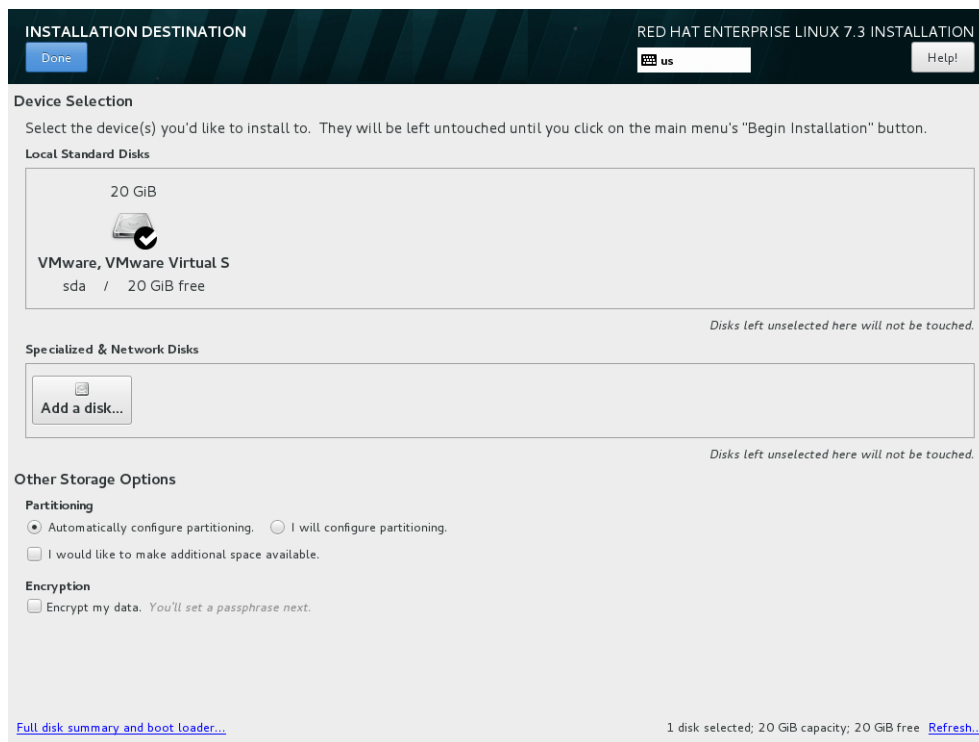 INSTALLATION DESTINATION
RED HAT ENTERPRISE LINUX 7.3 INSTALLATION
Done
us
Help!
Device Selection
Select the device(s) you'd like to install to. They will be left untouched until you click on the main menu's "Begin Installation" button.
Local Standard Disks
20 GiB
VMware, VMware Virtual S
sda / 20 GiB free
Disks left unselected here will not be touched.
Specialized & Network Disks
Add a disk...
Disks left unselected here will not be touched.
Other Storage Options
Partitioning
Automatically configure partitioning. I will configure partitioning.
I would like to make additional space available.
Encryption
Encrypt my data. You'll set a passphrase next.
Full disk summary and boot loader...
1 disk selected; 20 GiB capacity; 20 GiB free Refresh..